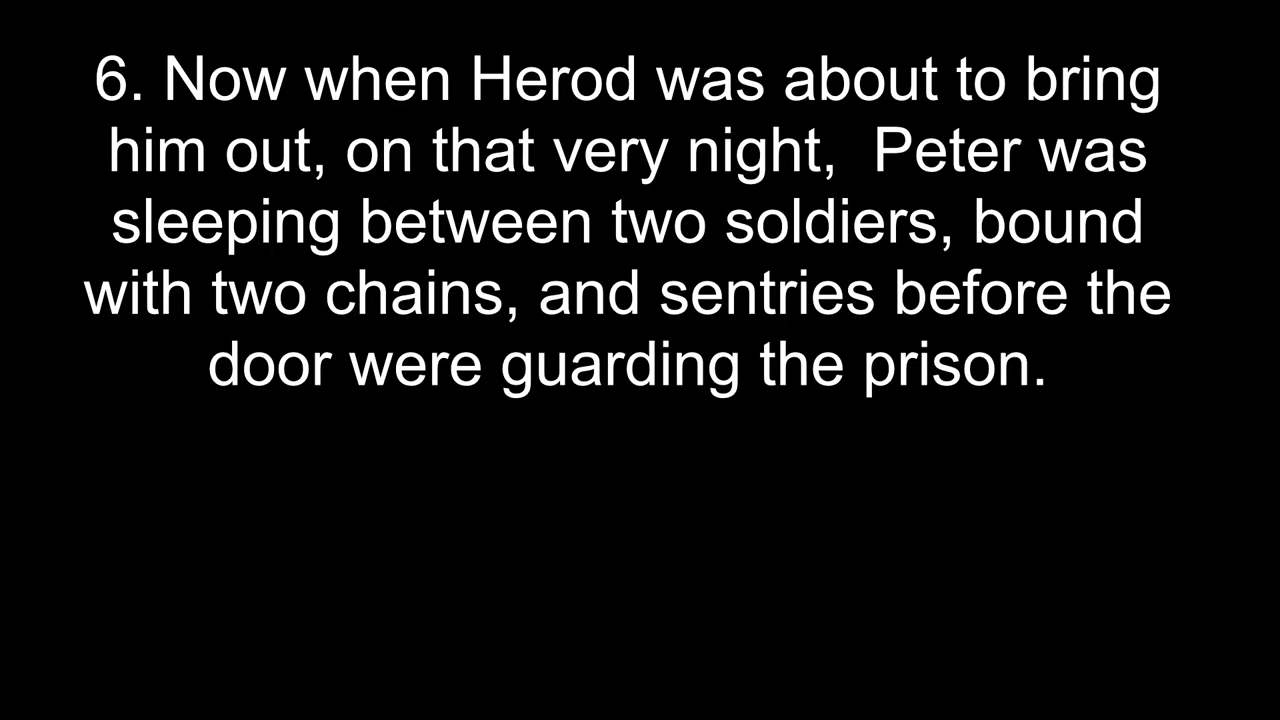 6. Now when Herod was about to bring
him out, on that very night,  Peter was
sleeping between two soldiers, bound
with two chains, and sentries before the
door were guarding the prison.